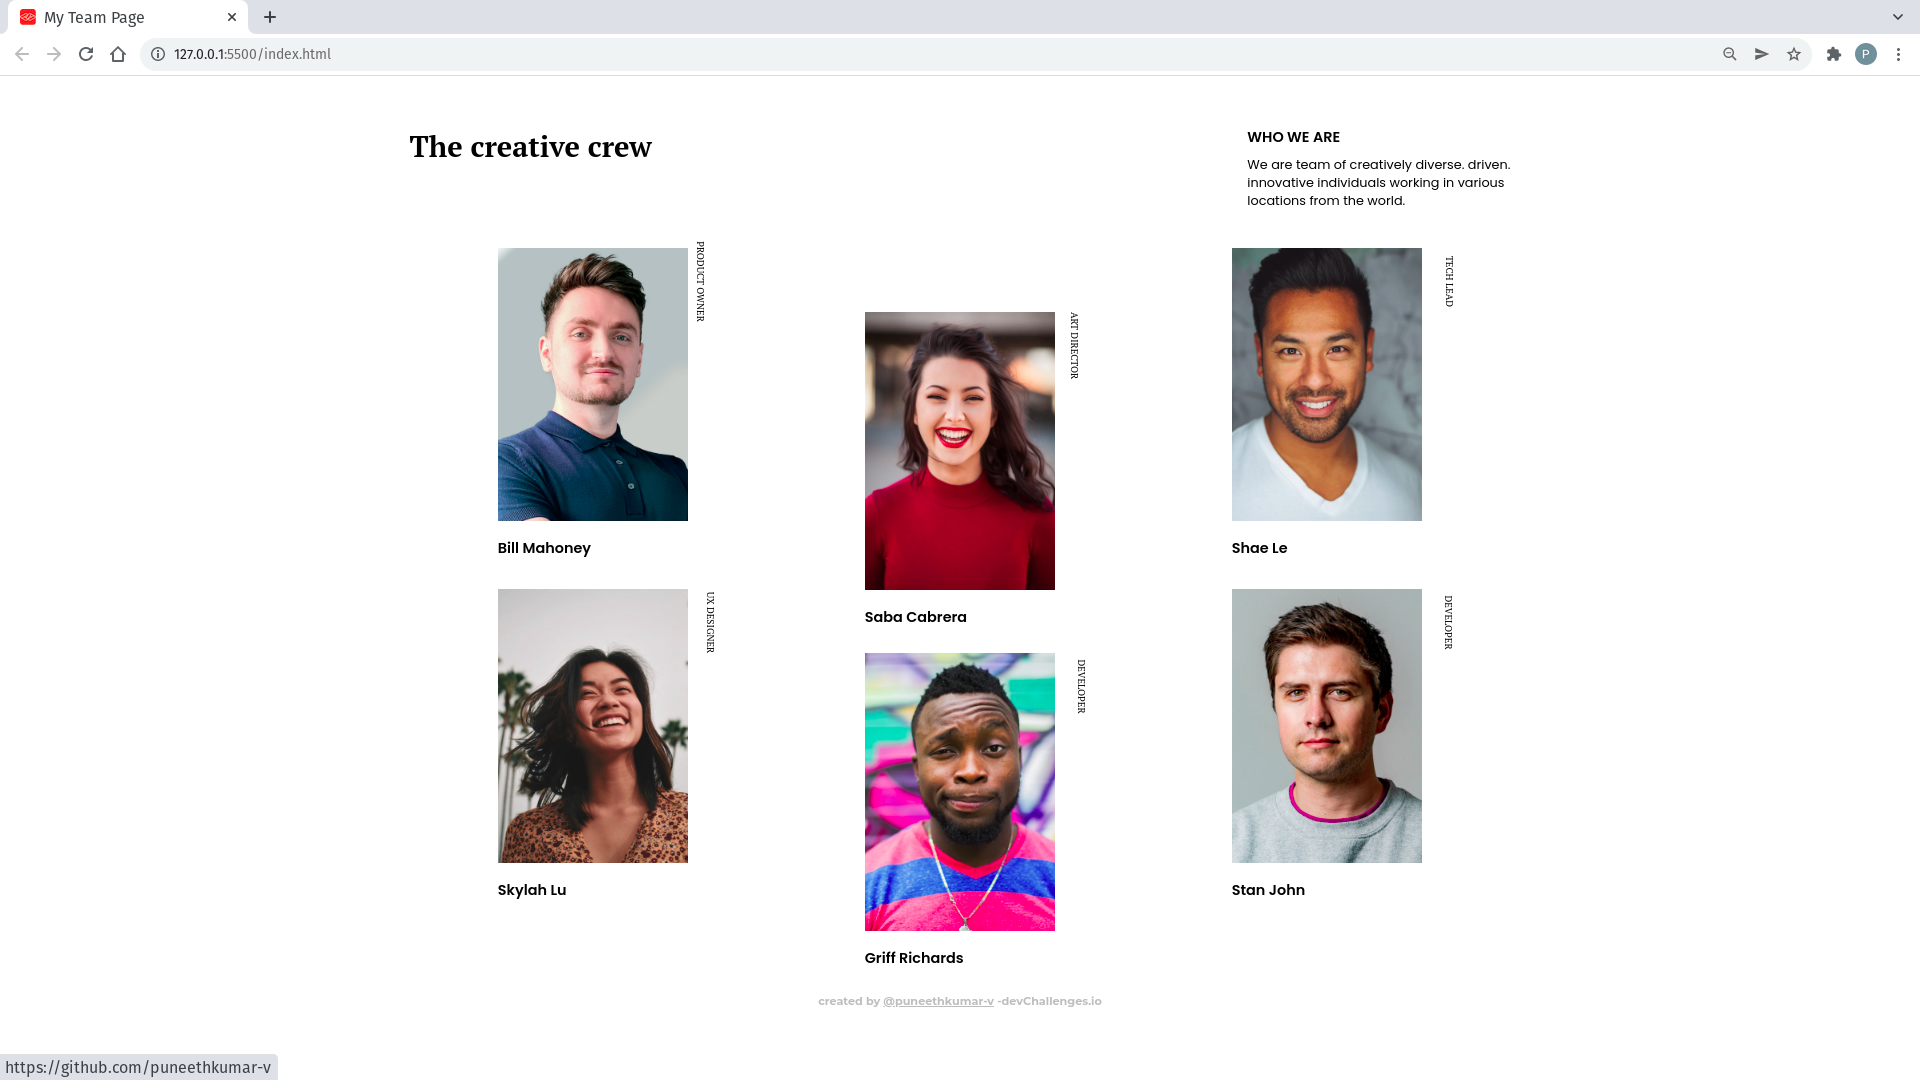 My Team Page
127.0.0.1:5500/index.html
P
The creative crew
WHO WE ARE
We are team of creatively diverse. driven.
innovative individuals working in various
locations from the world.
PRODUCT OWNER
Bill Mahoney
ART DIRECTOR
Saba Cabrera
TECH LEAD
Shae Le
UX DESIGNER
Skylah Lu
DEVELOPER
Griff Richards
DEVELOPER
Stan John
created by @puneethkumar-v -devChallenges.io
https://github.com/puneethkumar-v